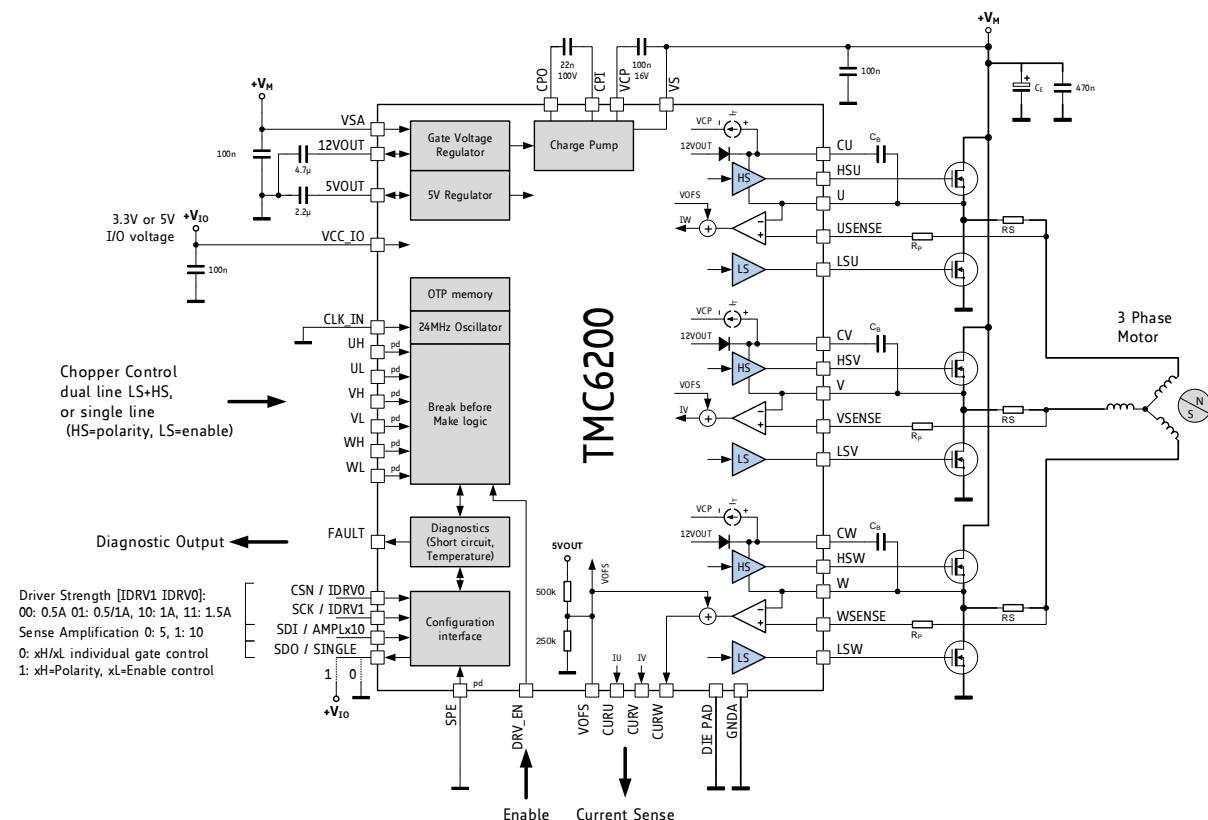 +VM
CPO
22n
100V
CPI
VCP
100n
16V
VS
100n
CE
470n
+VM
VSA
12VOUT
100n
4.7µ
5VOUT
2.2µ
3.3V or 5V
I/O voltage
+VIO
VCC_IO
100n
Gate Voltage
Regulator
5V Regulator
Charge Pump
OTP memory
24MHz Oscillator
Break before
Make logic
Diagnostics
(Short circuit,
Temperature)
Configuration
interface
TMC6200
CLK_IN
UH
pd
UL
pd
VH
pd
VL
pd
WH
pd
WL
pd
Chopper Control
dual line LS+HS,
or single line
(HS=polarity, LS=enable)
Diagnostic Output
FAULT
Driver Strength [IDRV1 IDRV0]:
00: 0.5A 01: 0.5/1A, 10: 1A, 11: 1.5A
Sense Amplification 0: 5, 1: 10
0: xH/xL individual gate control
1: xH=Polarity, xL=Enable control
CSN / IDRV0
SCK / IDRV1
SDI / AMPLx10
SDO / SINGLE
1
0
+VIO
SPE
pd
DRV_EN
Enable
VOFS
CURU
CURV
CURW
Current Sense
DIE PAD
GNDA
5VOUT
500k
250k
VOFS
IU
IV
VCP
12VOUT
HS
VOFS
IW
+
−
+
LS
CU
CB
HSU
U
USENSE
RP
RS
LSU
VCP
12VOUT
HS
VOFS
IV
+
−
+
LS
CV
CB
HSV
V
VSENSE
RP
RS
LSV
VCP
12VOUT
HS
+
−
+
LS
CW
CB
HSW
W
WSENSE
RP
RS
LSW
3 Phase
Motor
N
S